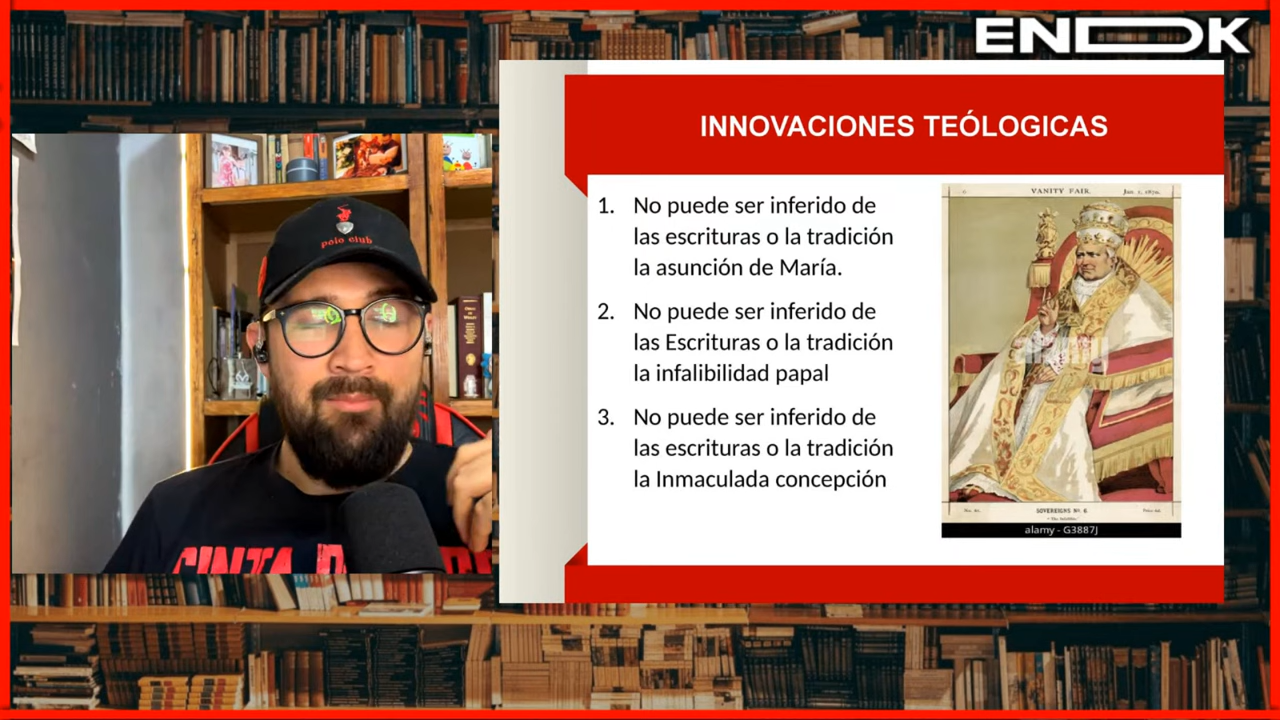 ENDK
INNOVACIONES TEÓLOGICAS
1. No puede ser inferido de
las escrituras o la tradición
la asunción de María.
2. No puede ser inferido de
las Escrituras o la tradición
la infalibilidad papal
3. No puede ser inferido de
las escrituras o la tradición
la Inmaculada concepción
VANITY FAIR.
SOVEREIGNS No. 6
alamy - G3887J
polo club